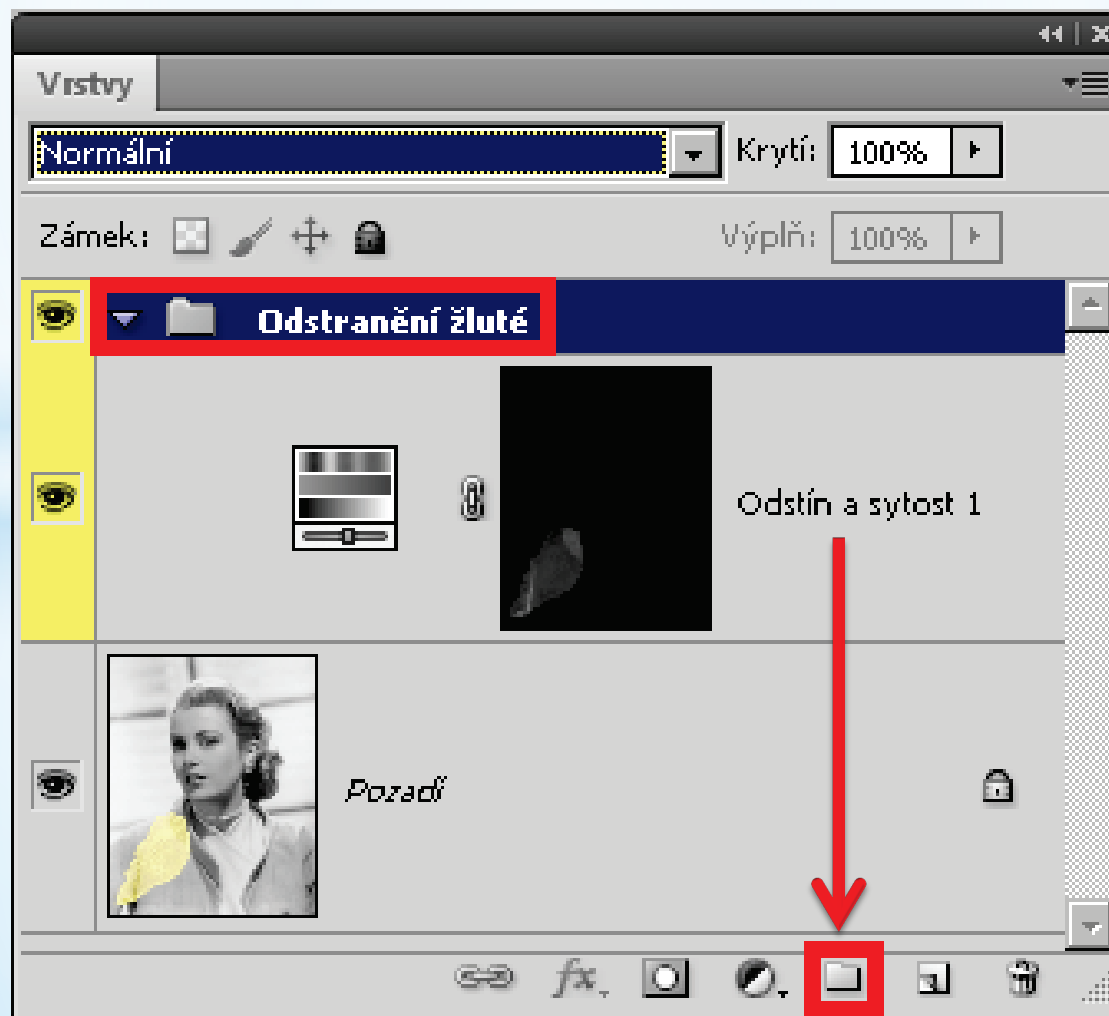 Vrstvy
Normální Krytí: 100%
Zámek: Výplň: 100%
Odstranění žluté
Odstín a sytost 1
Pozadí
fx.